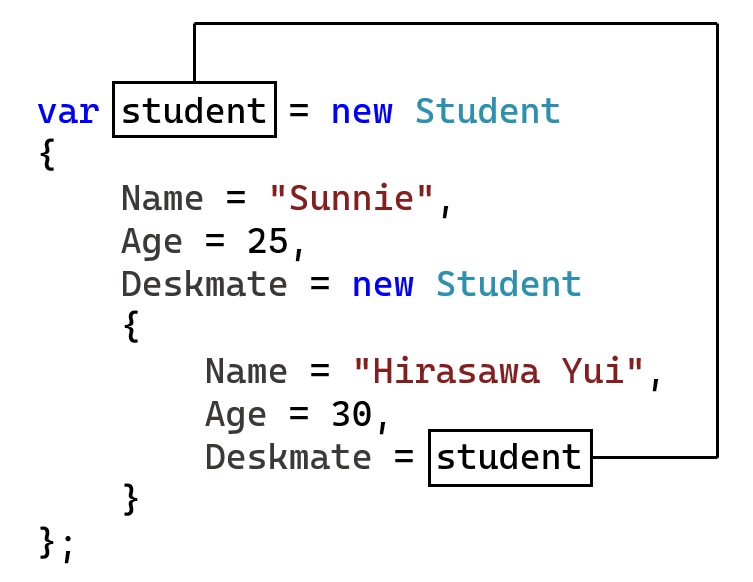 var student = new Student
{
    Name = "Sunnie",
    Age = 25,
    Deskmate = new Student
    {
        Name = "Hirasawa Yui",
        Age = 30,
        Deskmate = student
    }
};